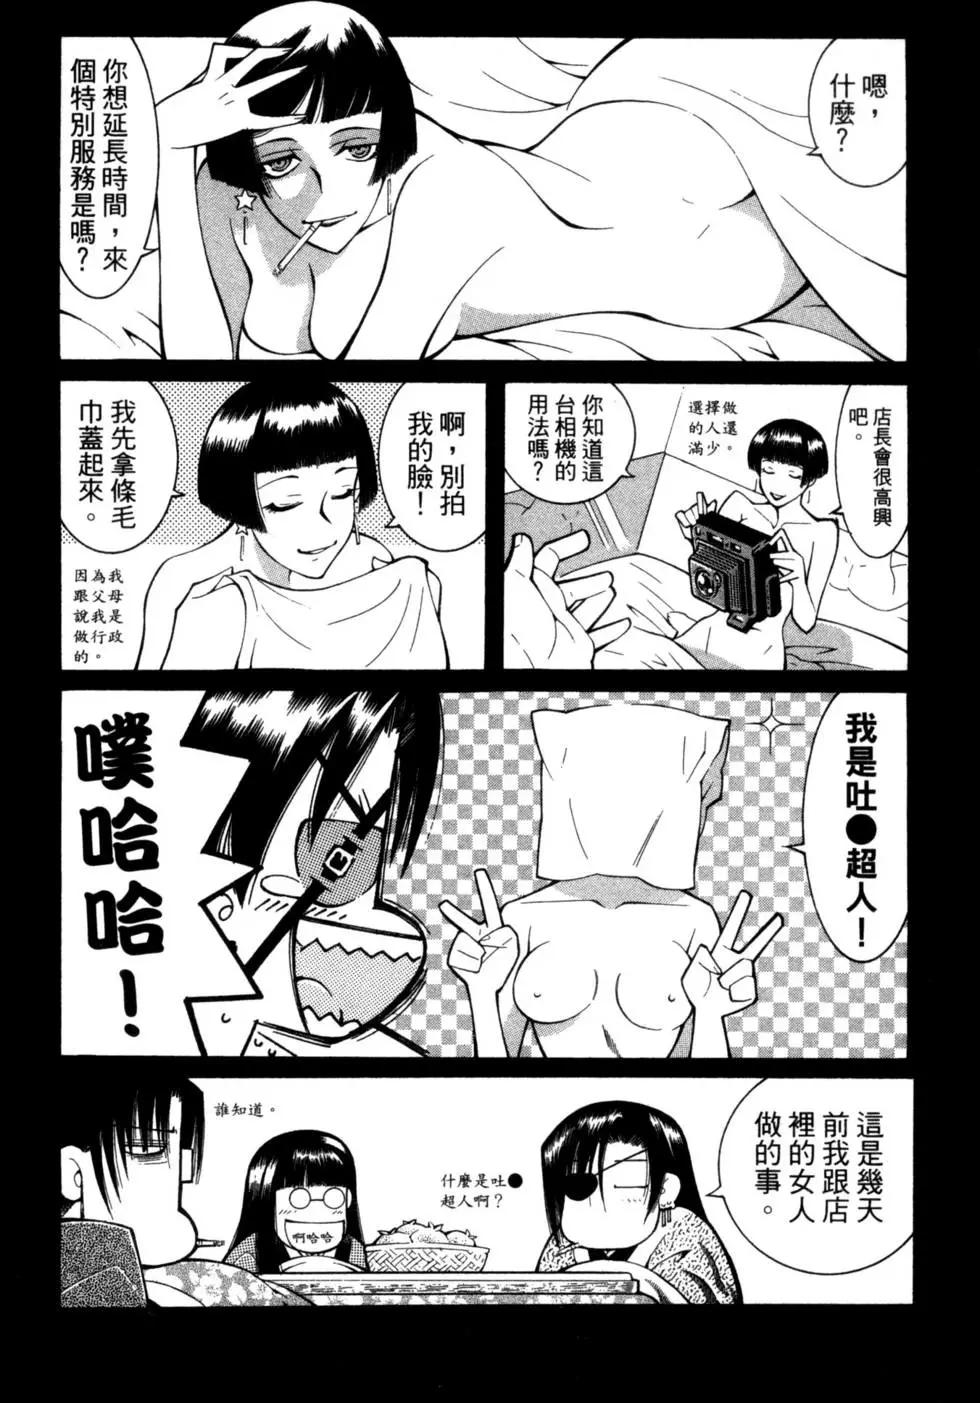 嗯，
什麼？
你想延長時間，來
個特別服務是嗎？
店長會很高興
吧。
做還
選擇人少
的滿。
你知道這
台相機的
用法嗎？
啊，別拍
我的臉！
我先拿條毛
巾蓋起來。
我母是政
為父我行
因跟說做的。
我是吐●超人！
噗哈哈！
這是幾天
前我跟店
裡的女人
做的事。
什麼是吐●
超人啊？
啊哈哈
誰知道。